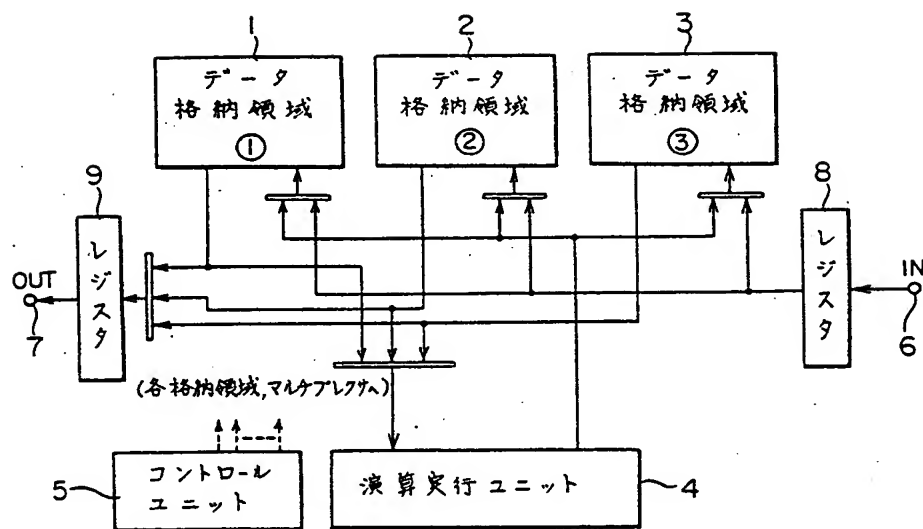 1
2
3
データ
格納領域
①
データ
格納領域
②
データ
格納領域
③
9
8
レジスタ
レジスタ
OUT
7
IN
6
(各格納領域,マルチプレクサへ)
5
コントロール
ユニット
演算実行ユニット
4